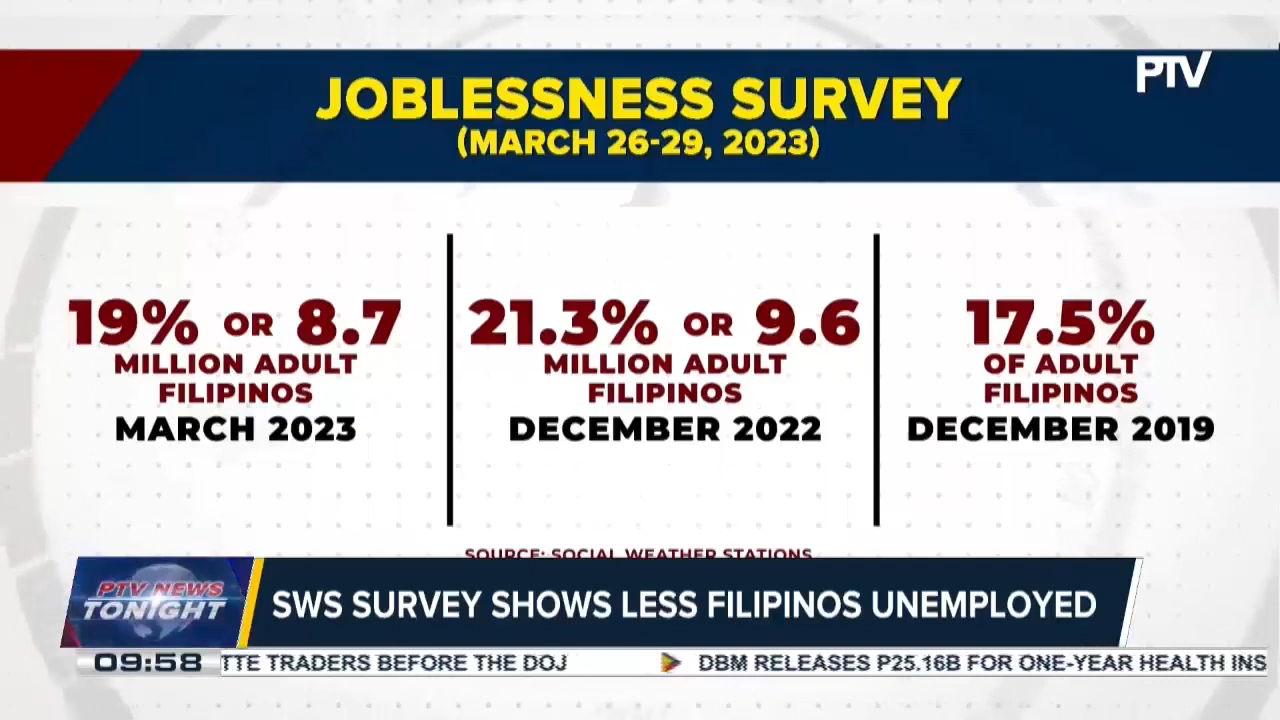 PTV
JOBLESSNESS SURVEY
(MARCH 26-29, 2023)
19% OR 8.7
MILLION ADULT
FILIPINOS
MARCH 2023
21.3% OR 9.6
MILLION ADULT
FILIPINOS
DECEMBER 2022
17.5%
OF ADULT
FILIPINOS
DECEMBER 2019
SOURCE: SOCIAL WEATHER STATIONS
PTV NEWS
TONIGHT
SWS SURVEY SHOWS LESS FILIPINOS UNEMPLOYED
09:58
TTE TRADERS BEFORE THE DOJ
DBM RELEASES P25.16B FOR ONE-YEAR HEALTH INS